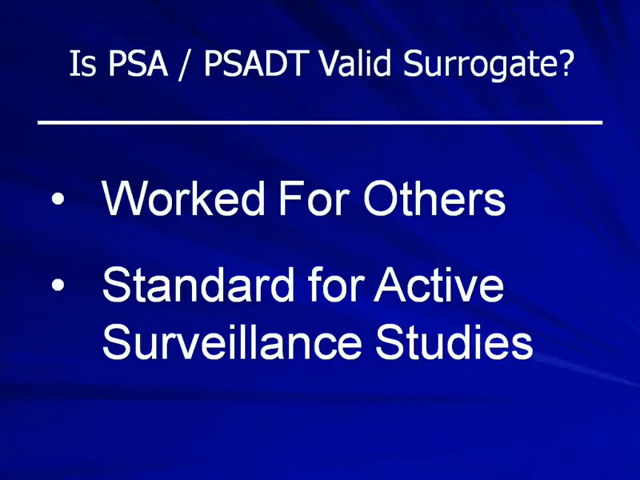 Is PSA / PSADT Valid Surrogate?
• Worked For Others
• Standard for Active
Surveillance Studies